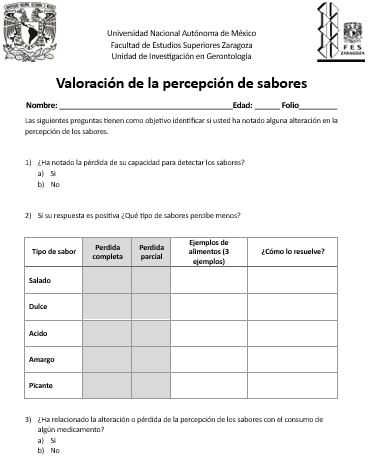 Universidad Nacional Autónoma de México
Facultad de Estudios Superiores Zaragoza
Unidad de Investigación en Gerontología
FES
ZARAGOZA
Valoración de la percepción de sabores
Nombre: ____________________ Edad: _____ Folio________
Las siguientes preguntas tienen como objetivo identificar si usted ha notado alguna alteración en la
percepción de los sabores.
1) ¿Ha notado la pérdida de su capacidad para detectar los sabores?
a) Si
b) No
2) Si su respuesta es positiva ¿Qué tipo de sabores percibe menos?
Tipo de sabor | Perdida completa | Perdida parcial | Ejemplos de alimentos (3 ejemplos) | ¿Cómo lo resuelve?
Salado
Dulce
Acido
Amargo
Picante
3) ¿Ha relacionado la alteración o pérdida de la percepción de los sabores con el consumo de
algún medicamento?
a) Si
b) No